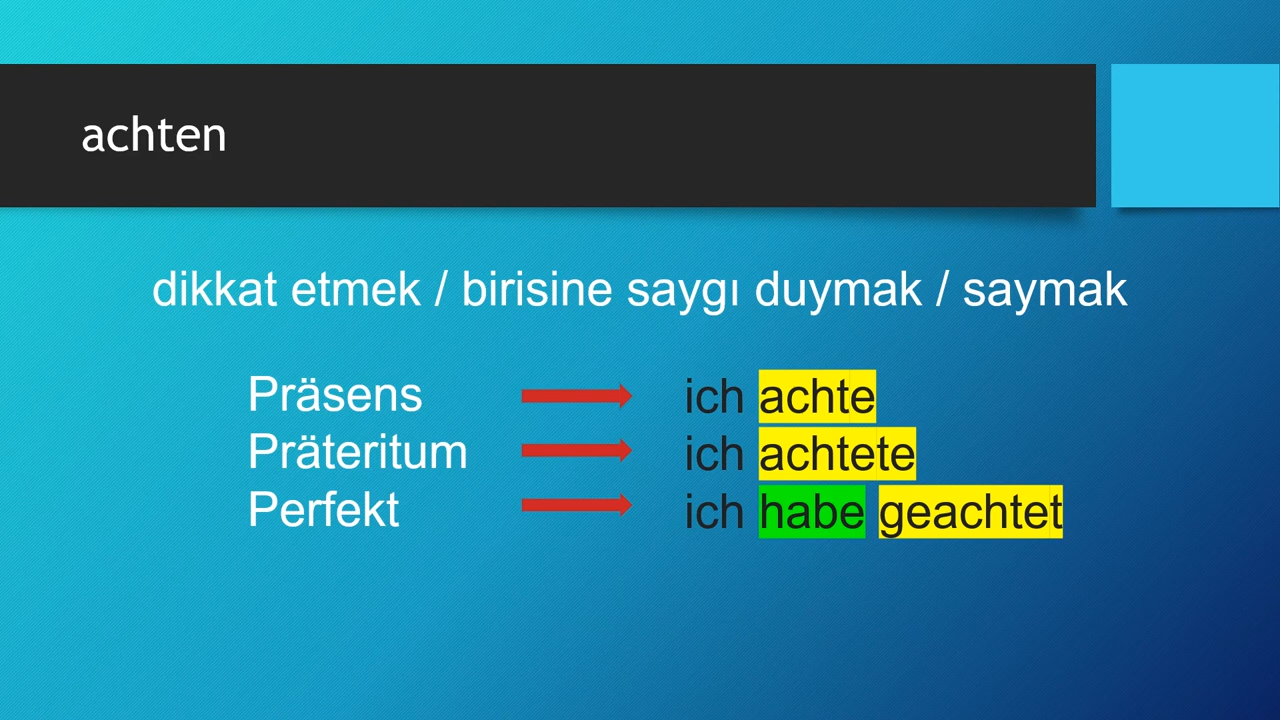 achten
dikkat etmek / birisine saygı duymak / saymak
Präsens ich achte
Präteritum ich achtete
Perfekt ich habe geachtet